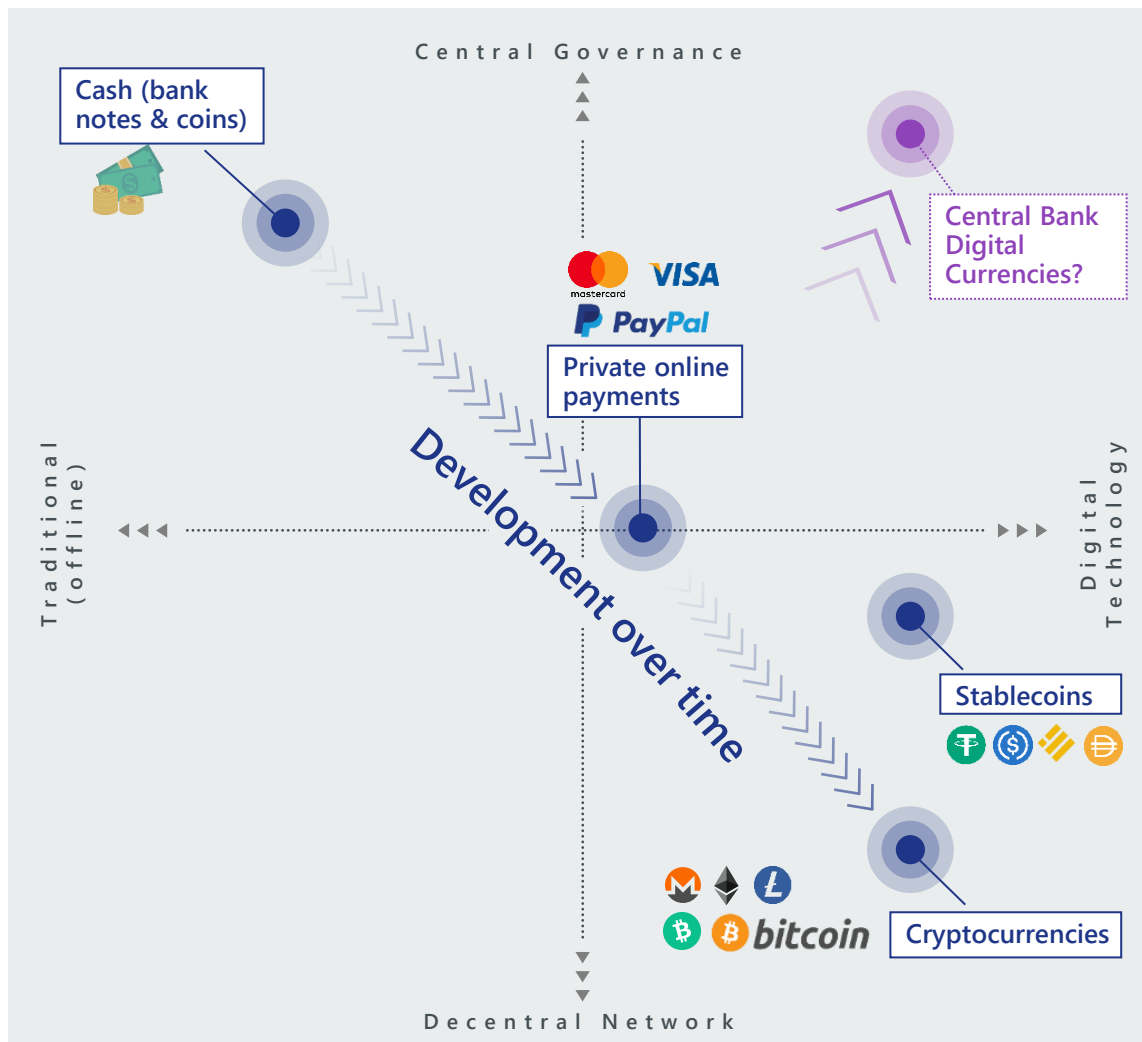 Central Governance
Cash (bank
notes & coins)
Central Bank
Digital
Currencies?
mastercard
VISA
PayPal
Private online
payments
Development over time
Traditional
(offline)
Digital
Technology
Stablecoins
bitcoin
Cryptocurrencies
Decentral Network